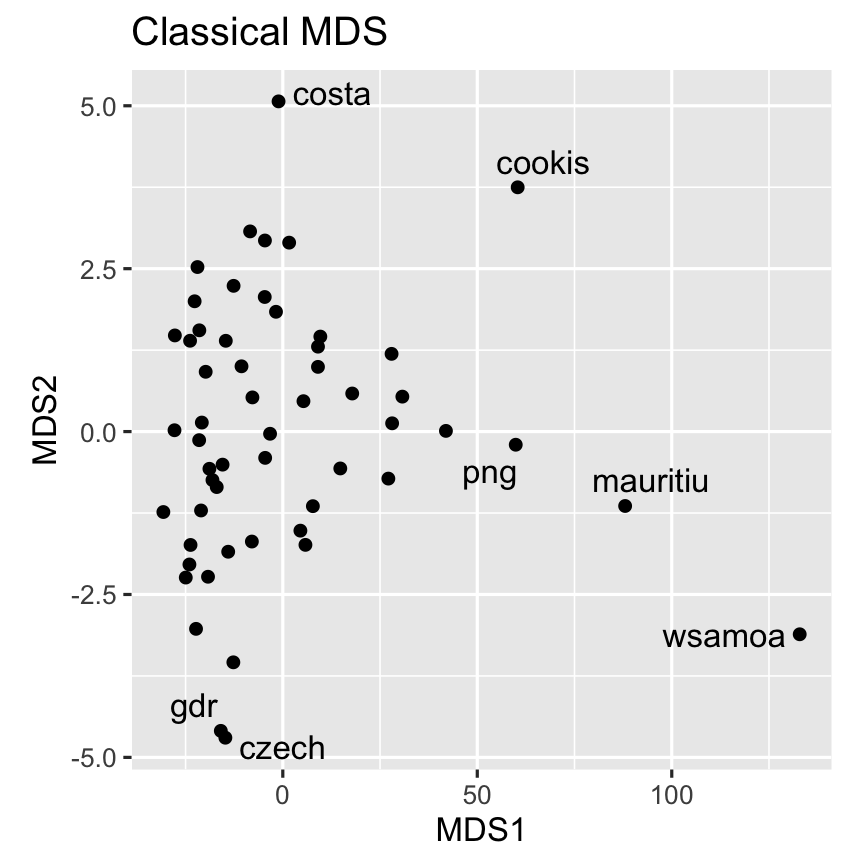 Classical MDS
costa
cookis
png
mauritiu
wsamoa
gdr
czech
5.0
2.5
0.0
-2.5
-5.0
MDS2
0 50 100
MDS1